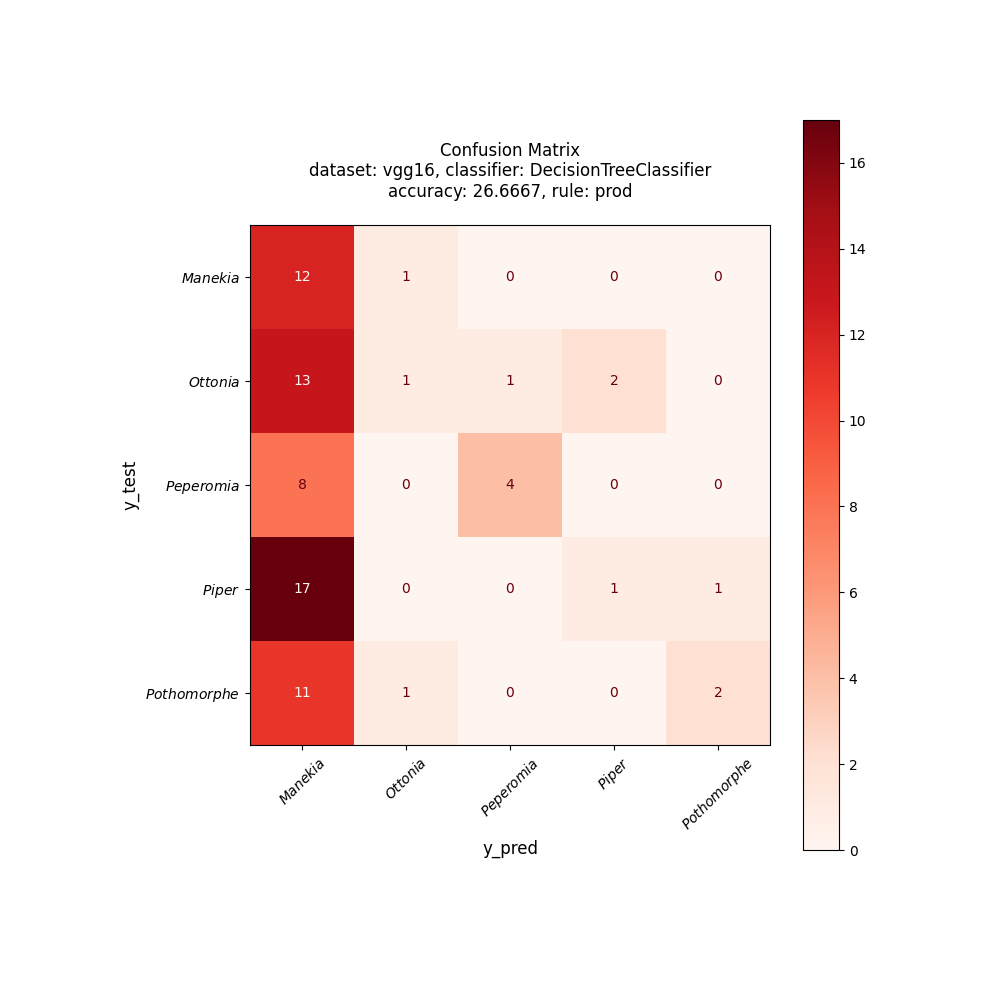 Confusion Matrix
dataset: vgg16, classifier: DecisionTreeClassifier
accuracy: 26.6667, rule: prod
Manekia 12 1 0 0 0
Ottonia 13 1 1 2 0
Peperomia 8 0 4 0 0
Piper 17 0 0 1 1
Pothomorphe 11 1 0 0 2
Manekia Ottonia Peperomia Piper Pothomorphe
y_test
y_pred
16
14
12
10
8
6
4
2
0